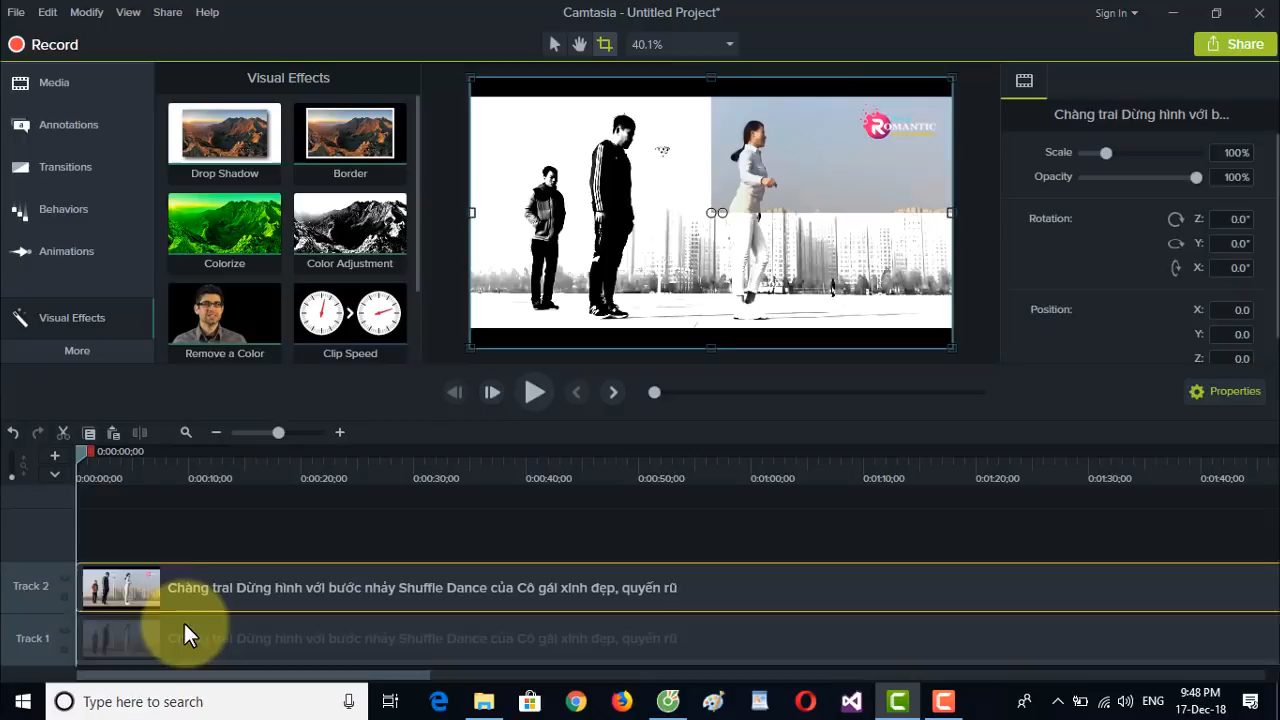 File Edit Modify View Share Help
Camtasia - Untitled Project*
Sign In
Record
40.1%
Share
Media
Annotations
Transitions
Behaviors
Animations
Visual Effects
More
Visual Effects
Drop Shadow
Border
Colorize
Color Adjustment
Remove a Color
Clip Speed
ROMANTIC
Chàng trai Dừng hình với b...
Scale 100%
Opacity 100%
Rotation: Z: 0.0°
Y: 0.0°
X: 0.0°
Position: X: 0.0
Y: 0.0
Z: 0.0
Properties
0:00:00;00
0:00:00;00 0:00:10;00 0:00:20;00 0:00:30;00 0:00:40;00 0:00:50;00 0:01:00;00 0:01:10;00 0:01:20;00 0:01:30;00 0:01:40;00
Track 2
Chàng trai Dừng hình với bước nhảy Shuffle Dance của Cô gái xinh đẹp, quyến rũ
Track 1
trai Dừng hình với bước nhảy Shuffle Dance của Cô gái xinh đẹp, quyến rũ
Type here to search
ENG
9:48 PM
17-Dec-18